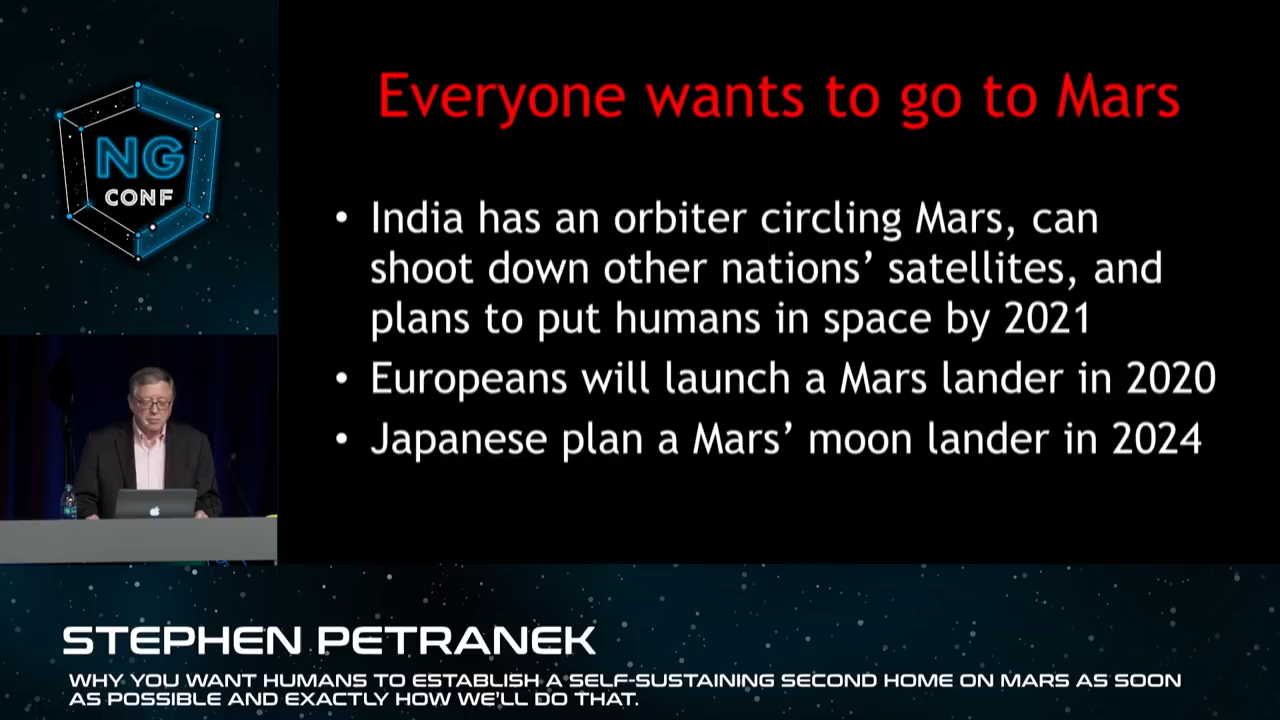 NG
CONF
Everyone wants to go to Mars
• India has an orbiter circling Mars, can
shoot down other nations’ satellites, and
plans to put humans in space by 2021
• Europeans will launch a Mars lander in 2020
• Japanese plan a Mars’ moon lander in 2024
STEPHEN PETRANEK
WHY YOU WANT HUMANS TO ESTABLISH A SELF-SUSTAINING SECOND HOME ON MARS AS SOON
AS POSSIBLE AND EXACTLY HOW WE'LL DO THAT.